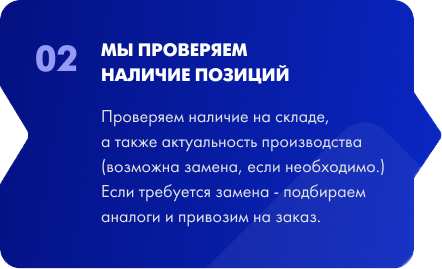 02
МЫ ПРОВЕРЯЕМ
НАЛИЧИЕ ПОЗИЦИЙ
Проверяем наличие на складе,
а также актуальность производства
(возможна замена, если необходимо.)
Если требуется замена - подбираем
аналоги и привозим на заказ.